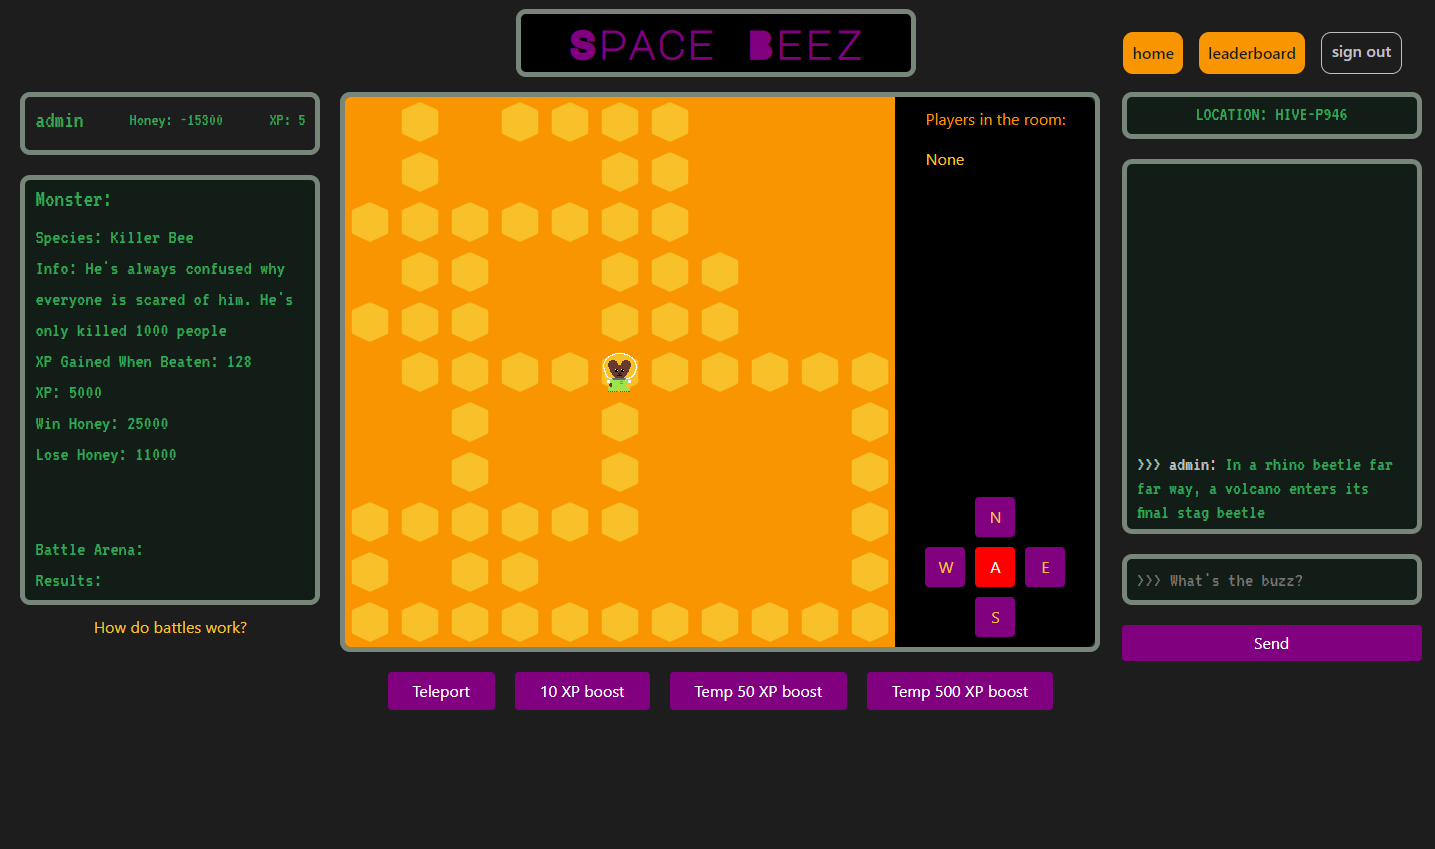 SPACE BEEZ
home
leaderboard
sign out
admin
Honey: -15300
XP: 5
Monster:
Species: Killer Bee
Info: He's always confused why
everyone is scared of him. He's
only killed 1000 people
XP Gained When Beaten: 128
XP: 5000
Win Honey: 25000
Lose Honey: 11000
Battle Arena:
Results:
How do battles work?
Players in the room:
None
N
W
A
E
S
Teleport
10 XP boost
Temp 50 XP boost
Temp 500 XP boost
LOCATION: HIVE-P946
>>> admin: In a rhino beetle far
far way, a volcano enters its
final stag beetle
>>> What's the buzz?
Send